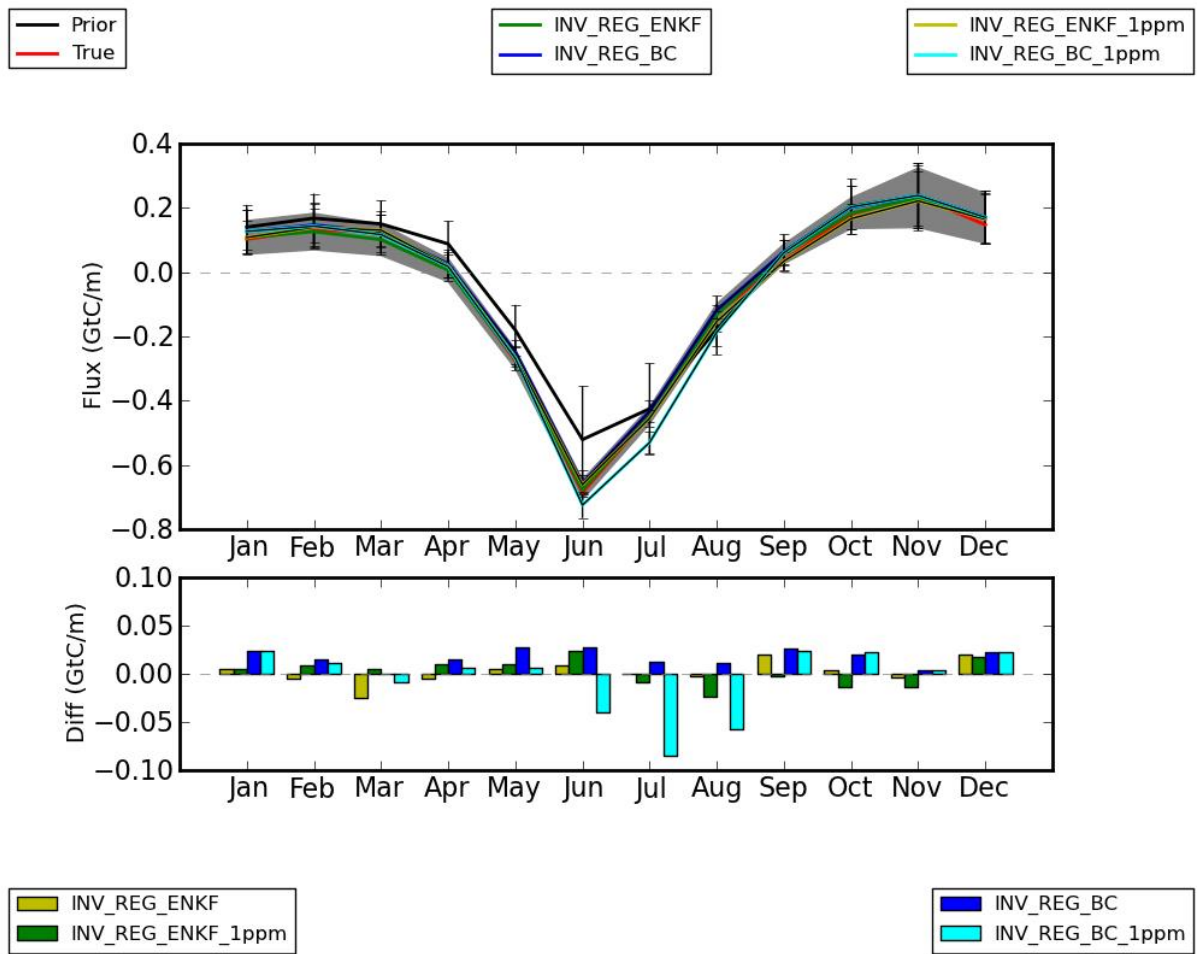 Prior
True
INV_REG_ENKF
INV_REG_BC
INV_REG_ENKF_1ppm
INV_REG_BC_1ppm
Flux (GtC/m)
0.4
0.2
0.0
−0.2
−0.4
−0.6
−0.8
Jan Feb Mar Apr May Jun Jul Aug Sep Oct Nov Dec
Diff (GtC/m)
0.10
0.05
0.00
−0.05
−0.10
Jan Feb Mar Apr May Jun Jul Aug Sep Oct Nov Dec
INV_REG_ENKF
INV_REG_ENKF_1ppm
INV_REG_BC
INV_REG_BC_1ppm